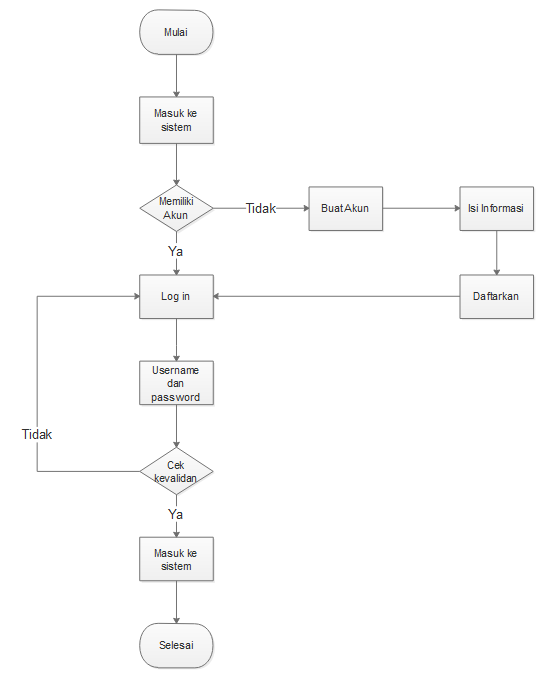 Mulai
Masuk ke
sistem
Memiliki
Akun
Tidak
Buat Akun
Isi Informasi
Ya
Log in
Daftarkan
Username
dan
password
Tidak
Cek
kevalidan
Ya
Masuk ke
sistem
Selesai